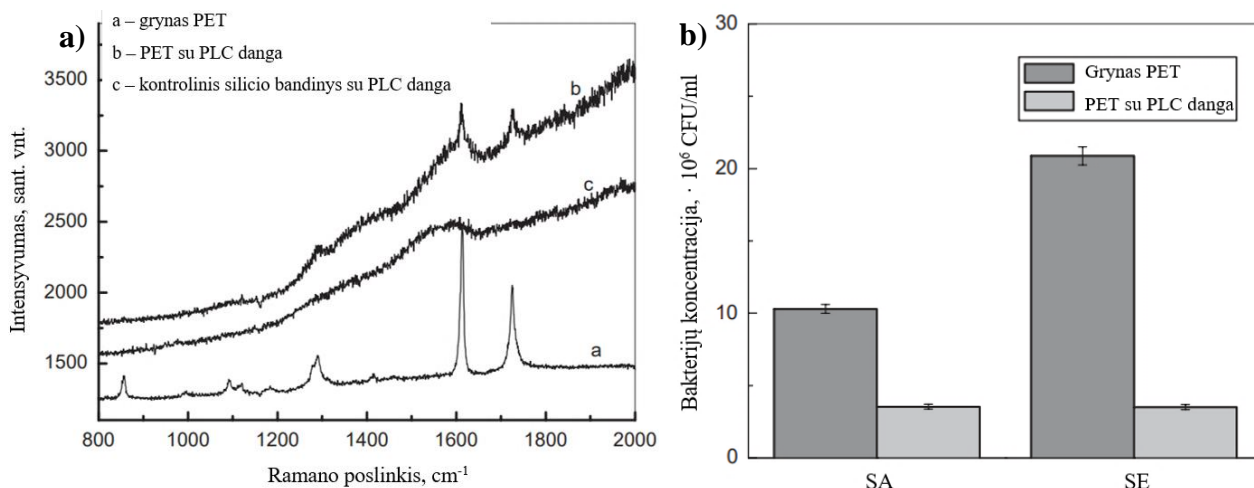 a)
a – grynas PET
b – PET su PLC danga
c – kontrolinis silicio bandinys su PLC danga
3500
3000
2500
2000
1500
Intensyvumas, sant. vnt.
b
c
a
800 1000 1200 1400 1600 1800 2000
Ramano poslinkis, cm⁻¹
b)
30
20
10
0
Bakterijų koncentracija, · 10⁶ CFU/ml
Grynas PET
PET su PLC danga
SA SE